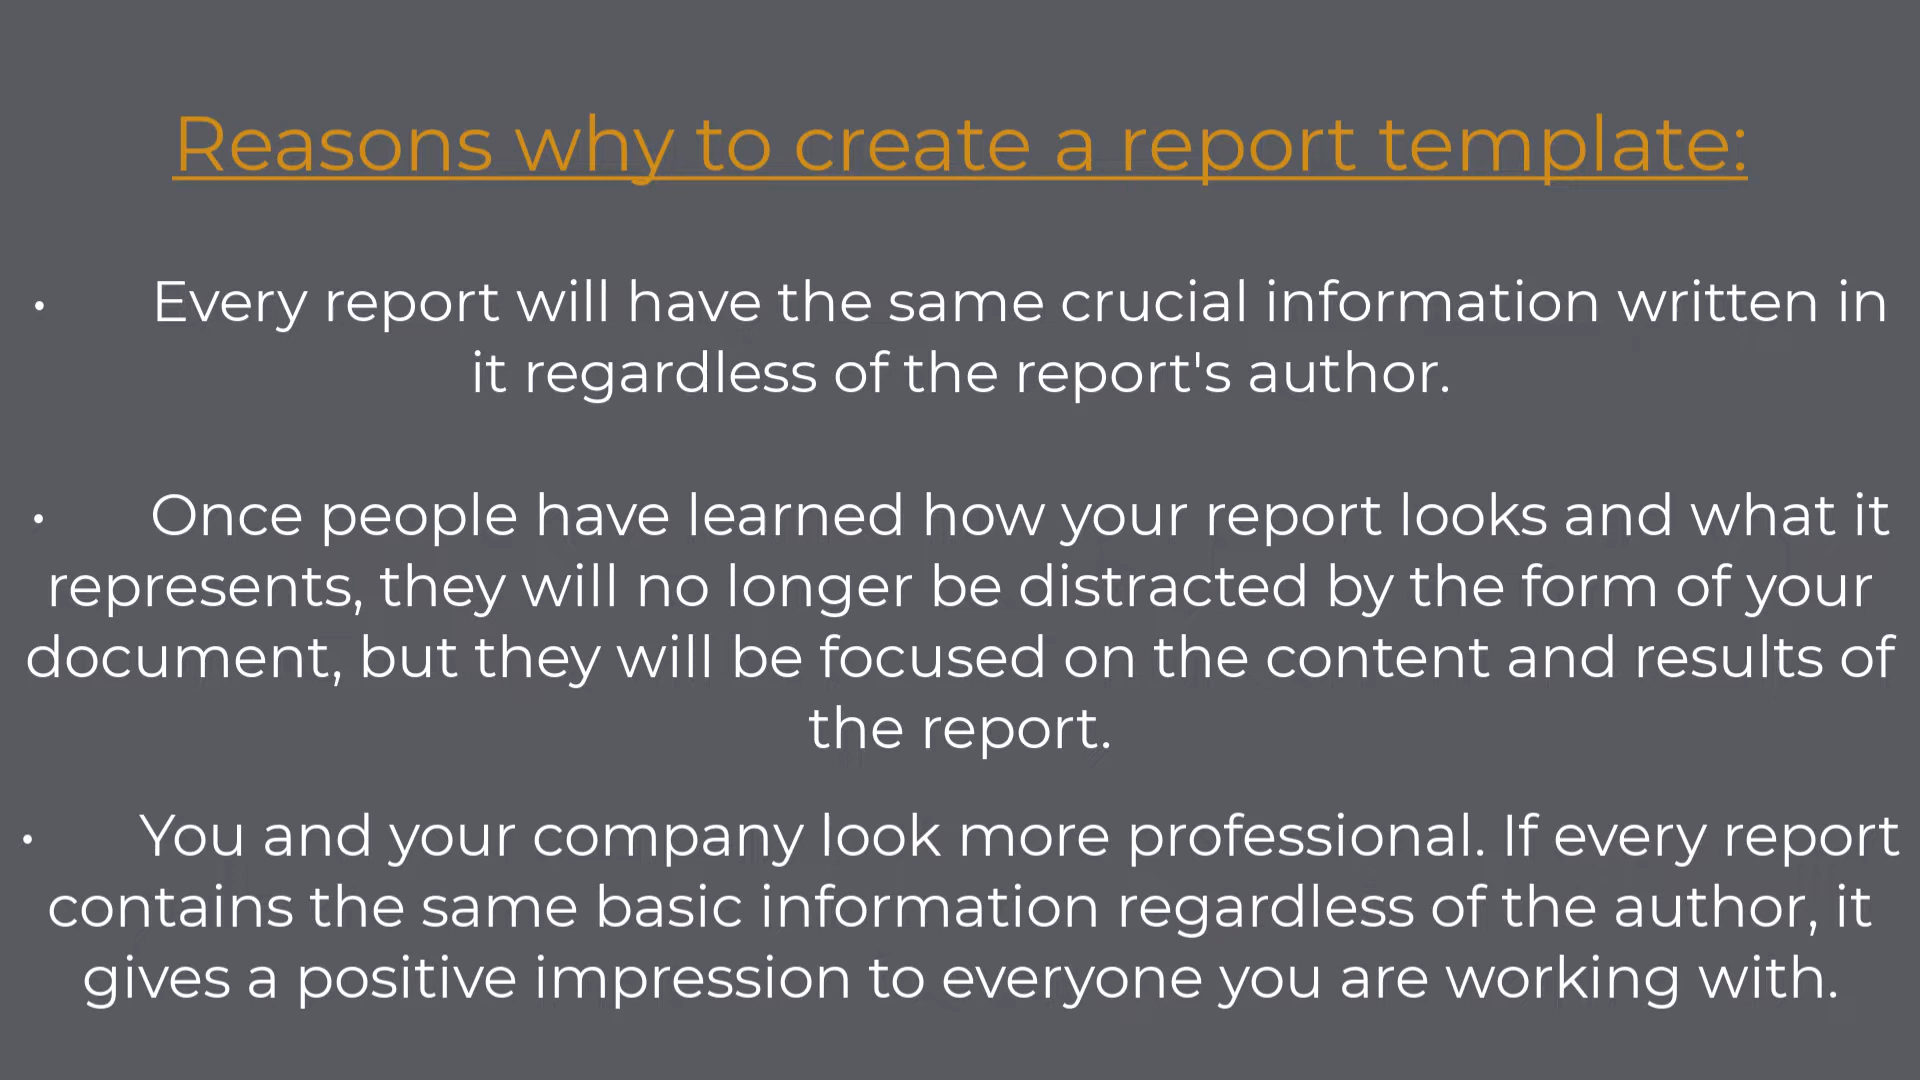 Reasons why to create a report template:
• Every report will have the same crucial information written in
it regardless of the report's author.
• Once people have learned how your report looks and what it
represents, they will no longer be distracted by the form of your
document, but they will be focused on the content and results of
the report.
• You and your company look more professional. If every report
contains the same basic information regardless of the author, it
gives a positive impression to everyone you are working with.